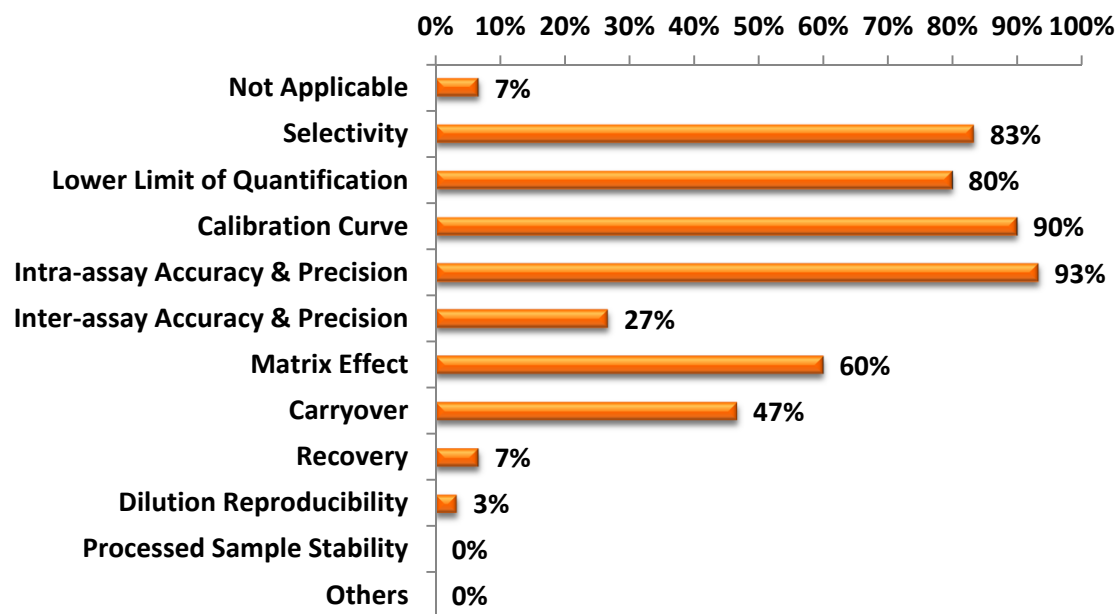 0% 10% 20% 30% 40% 50% 60% 70% 80% 90% 100%
Not Applicable 7%
Selectivity 83%
Lower Limit of Quantification 80%
Calibration Curve 90%
Intra-assay Accuracy & Precision 93%
Inter-assay Accuracy & Precision 27%
Matrix Effect 60%
Carryover 47%
Recovery 7%
Dilution Reproducibility 3%
Processed Sample Stability 0%
Others 0%